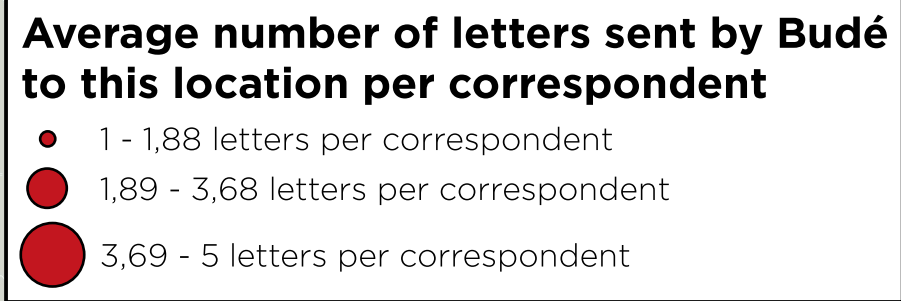 Average number of letters sent by Budé
to this location per correspondent
1 - 1,88 letters per correspondent
1,89 - 3,68 letters per correspondent
3,69 - 5 letters per correspondent